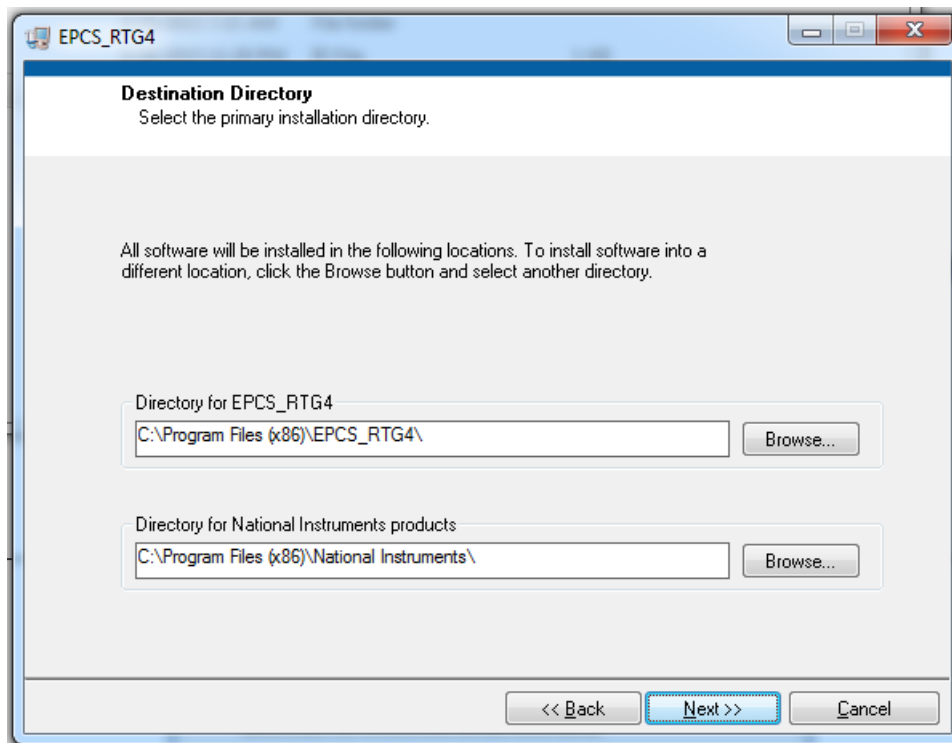 EPCS_RTG4
Destination Directory
Select the primary installation directory.
All software will be installed in the following locations. To install software into a
different location, click the Browse button and select another directory.
Directory for EPCS_RTG4
C:\Program Files (x86)\EPCS_RTG4\
Browse...
Directory for National Instruments products
C:\Program Files (x86)\National Instruments\
Browse...
<< Back
Next >>
Cancel